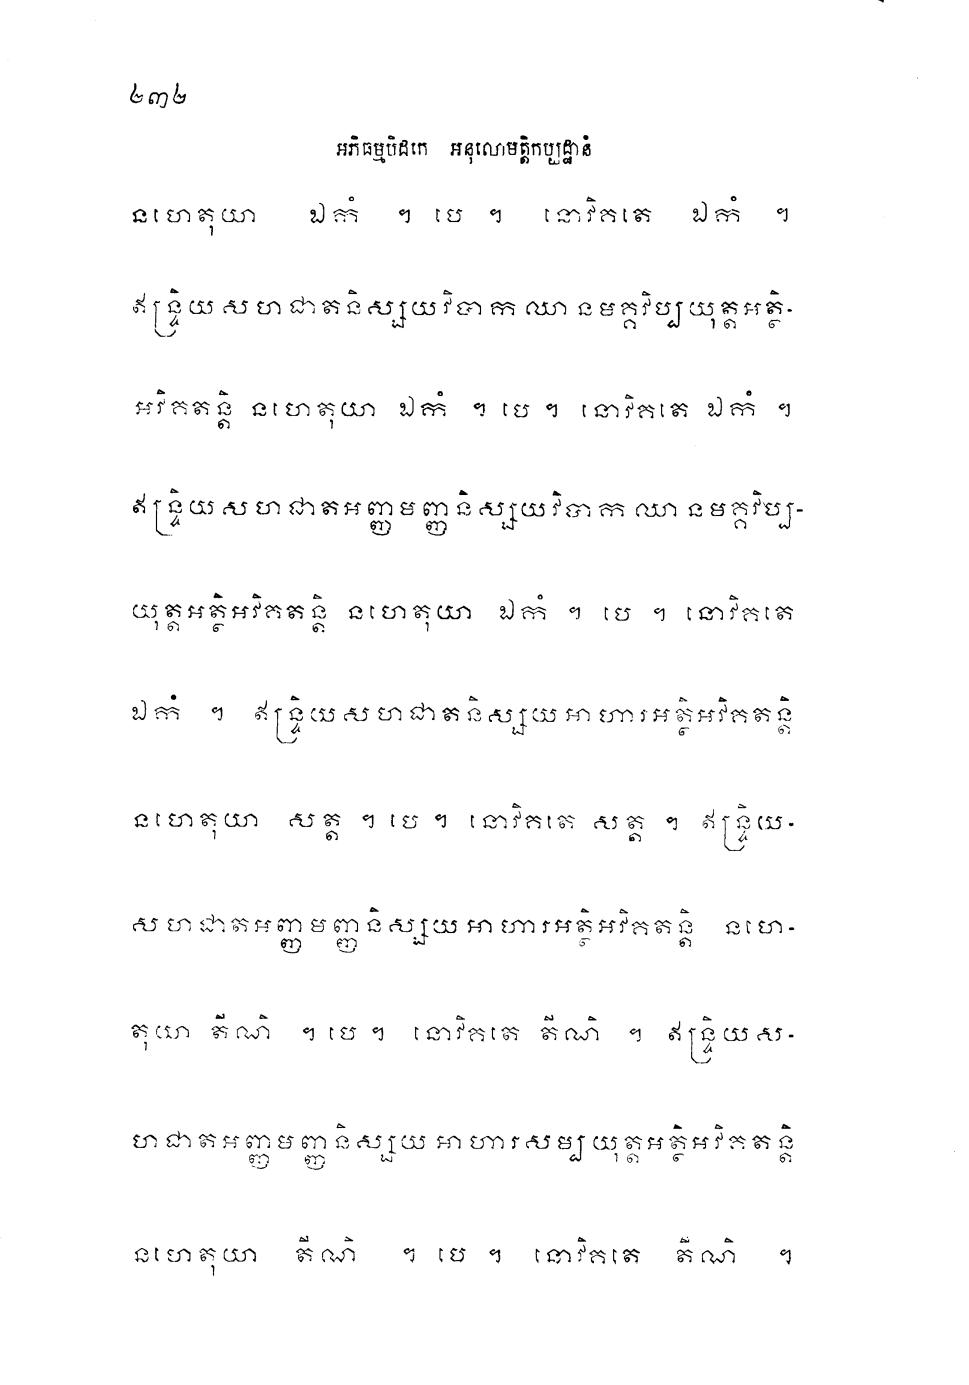 ២៣២
អភិធម្មបិដកេ អនុលោមត្តិកប្បដ្ឋានំ
នហេតុយា ឯកំ ។ បេ ។ នោវិគតេ ឯកំ ។
ឥន្ទ្រិយសហជាតនិស្សយវិបាកឈានមគ្គវិប្បយុត្តអត្ថិ-
អវិគតន្តិ នហេតុយា ឯកំ ។ បេ ។ នោវិគតេ ឯកំ ។
ឥន្ទ្រិយសហជាតអញ្ញមញ្ញនិស្សយវិបាកឈានមគ្គវិប្ប-
យុត្តអត្ថិអវិគតន្តិ នហេតុយា ឯកំ ។ បេ ។ នោវិគតេ
ឯកំ ។ ឥន្ទ្រិយសហជាតនិស្សយអាហារអត្ថិអវិគតន្តិ
នហេតុយា សត្ត ។ បេ ។ នោវិគតេ សត្ត ។ ឥន្ទ្រិយ-
សហជាតអញ្ញមញ្ញនិស្សយអាហារអត្ថិអវិគតន្តិ នហេ-
តុយា តីណិ ។ បេ ។ នោវិគតេ តីណិ ។ ឥន្ទ្រិយស-
ហជាតអញ្ញមញ្ញនិស្សយអាហារសម្បយុត្តអត្ថិអវិគតន្តិ
នហេតុយា តីណិ ។ បេ ។ នោវិគតេ តីណិ ។